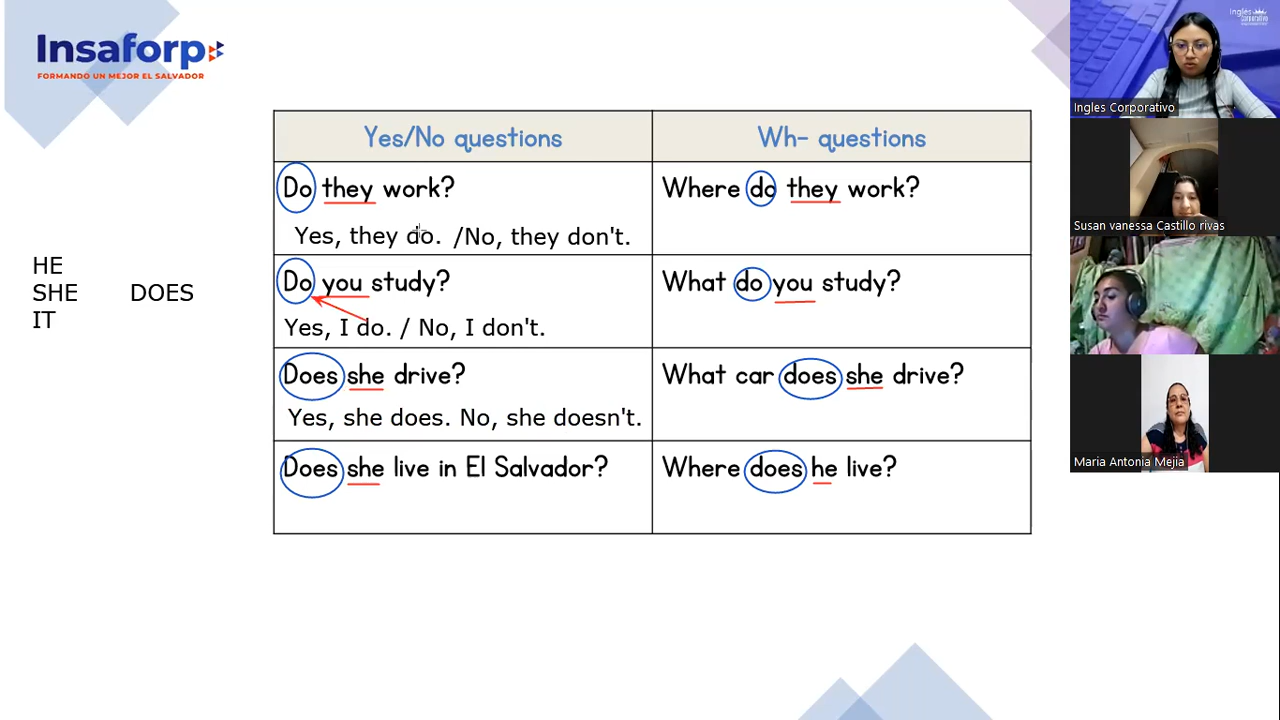 Insaforp
FORMANDO UN MEJOR EL SALVADOR
HE
SHE DOES
IT
Yes/No questions Wh- questions
Do they work? Where do they work?
Yes, they do. /No, they don't.
Do you study? What do you study?
Yes, I do. / No, I don't.
Does she drive? What car does she drive?
Yes, she does. No, she doesn't.
Does she live in El Salvador? Where does he live?
Inglés
Corporativo
Ingles Corporativo
Susan vanessa Castillo rivas
Maria Antonia Mejia